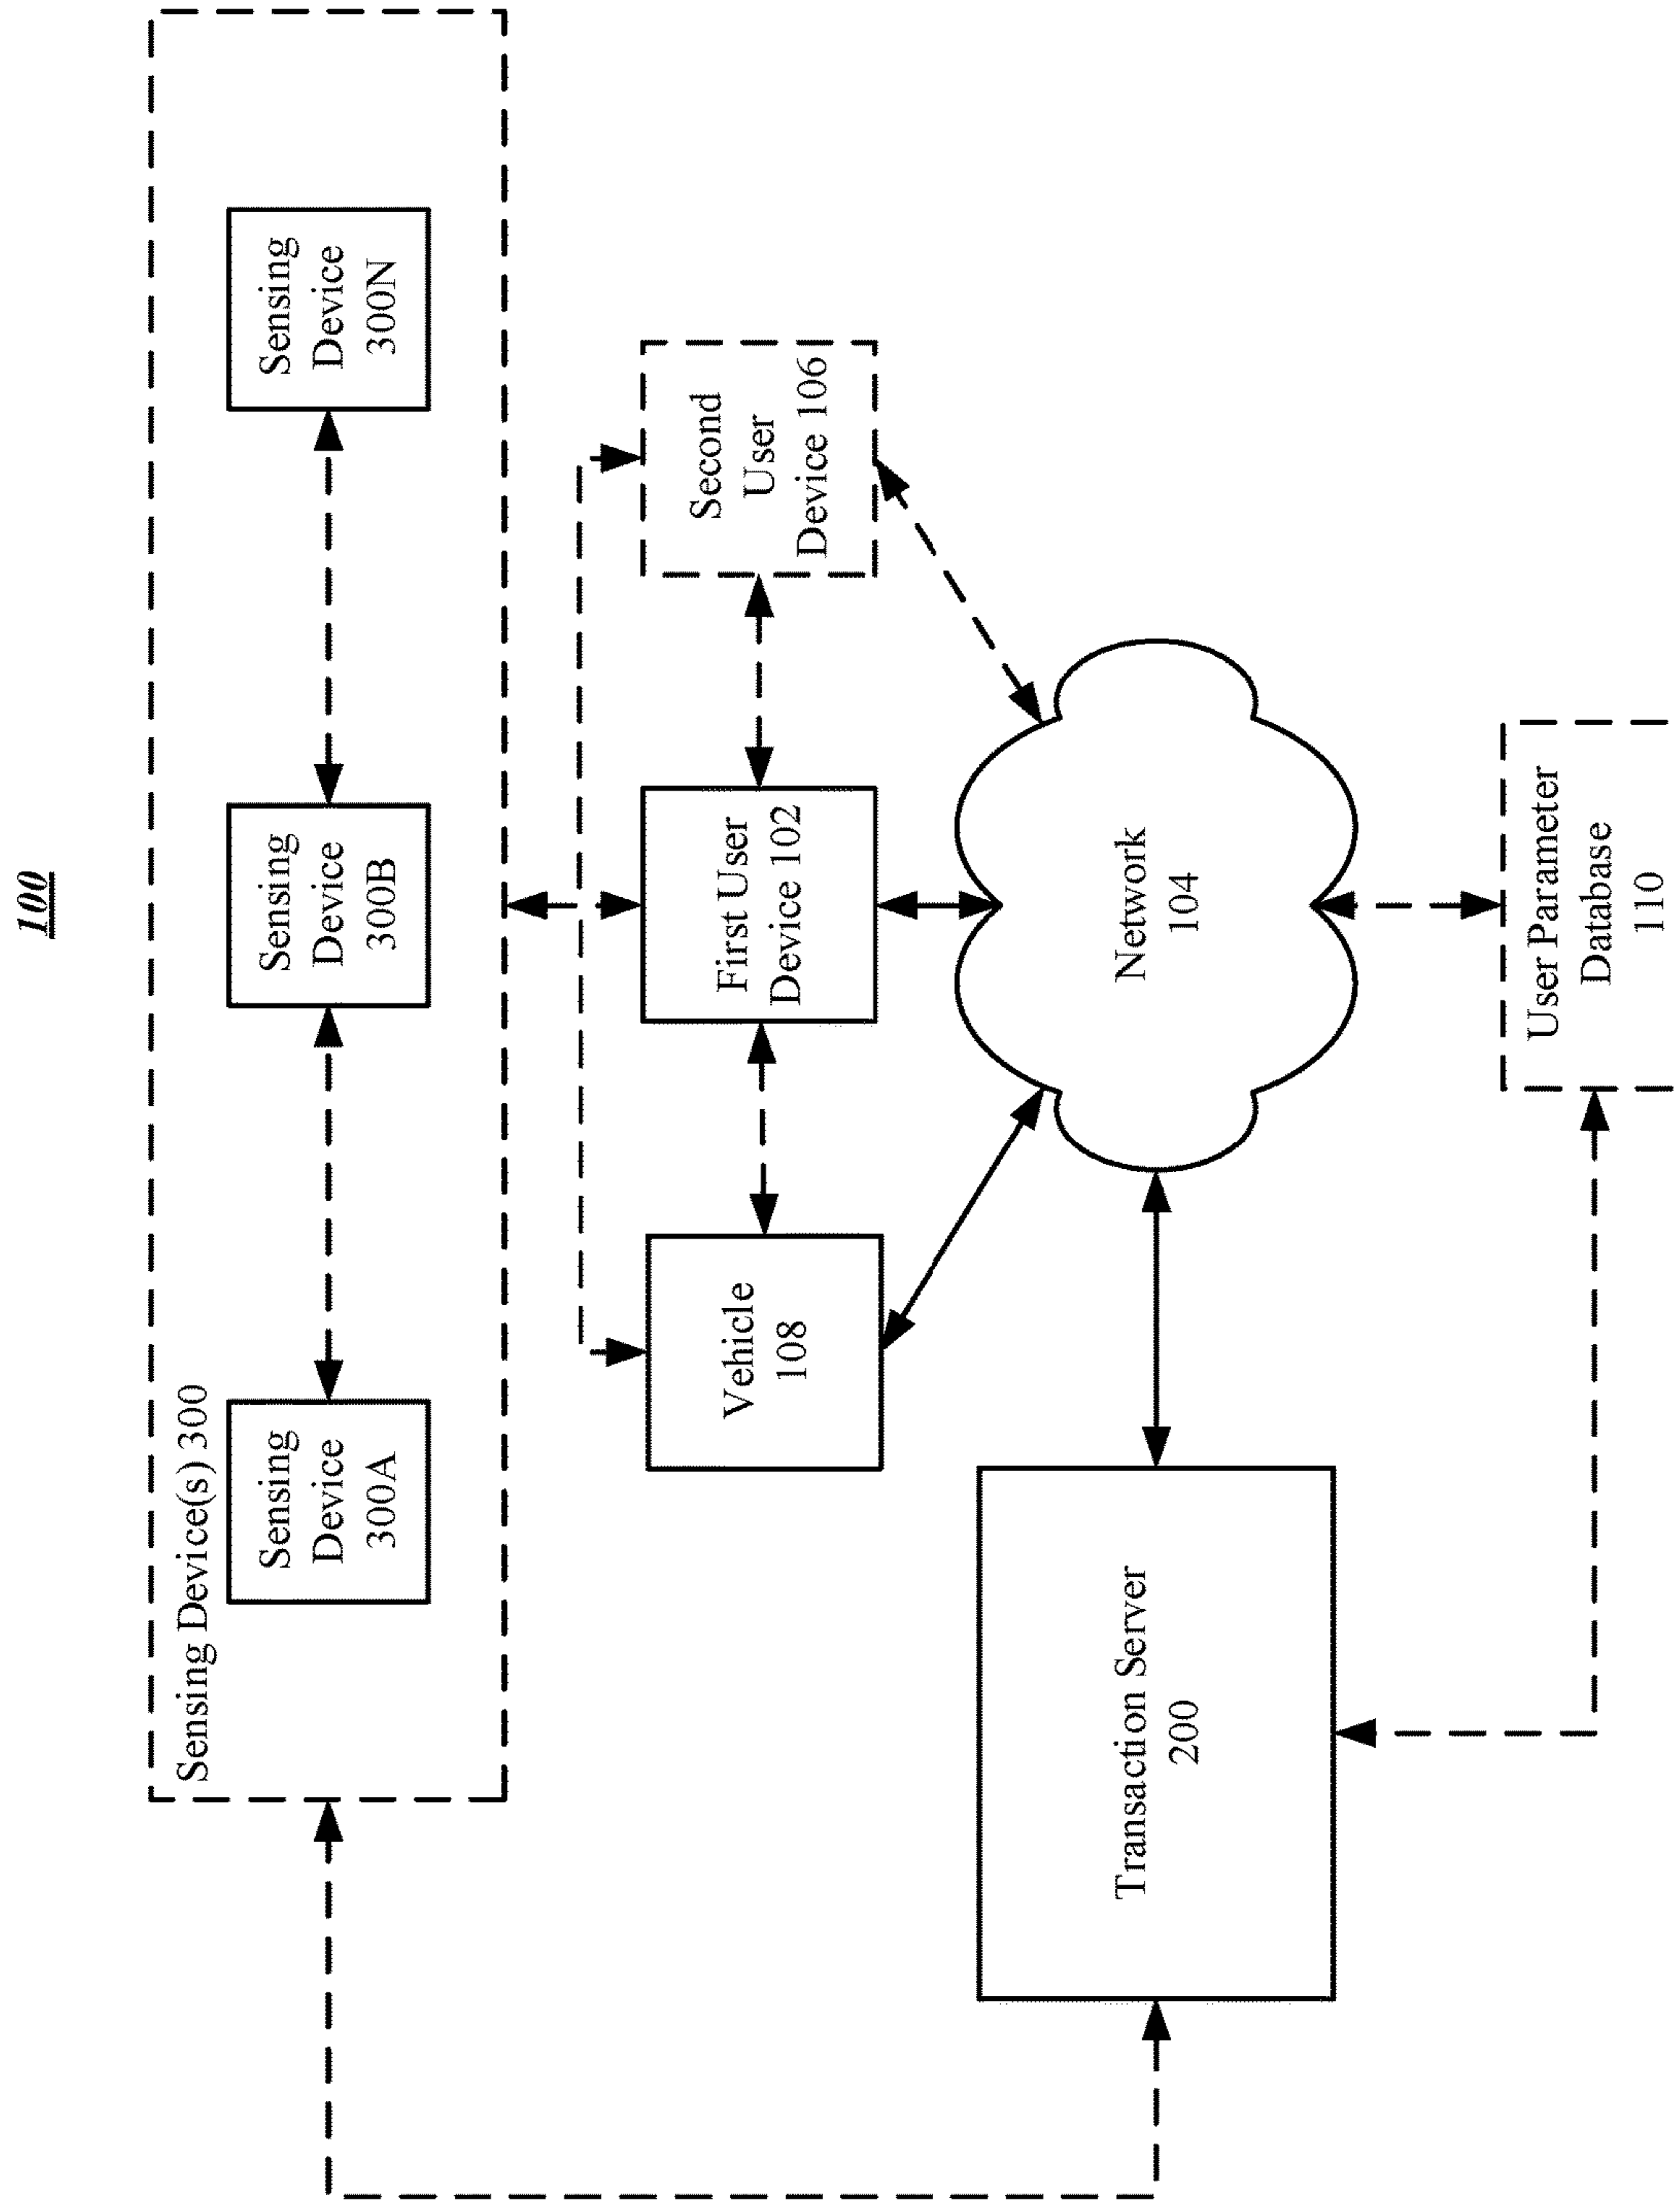 100
Sensing Device(s) 300
Sensing
Device
300A
Sensing
Device
300B
Sensing
Device
300N
Vehicle
108
First User
Device 102
Second
User
Device 106
Transaction Server
200
Network
104
User Parameter
Database
110